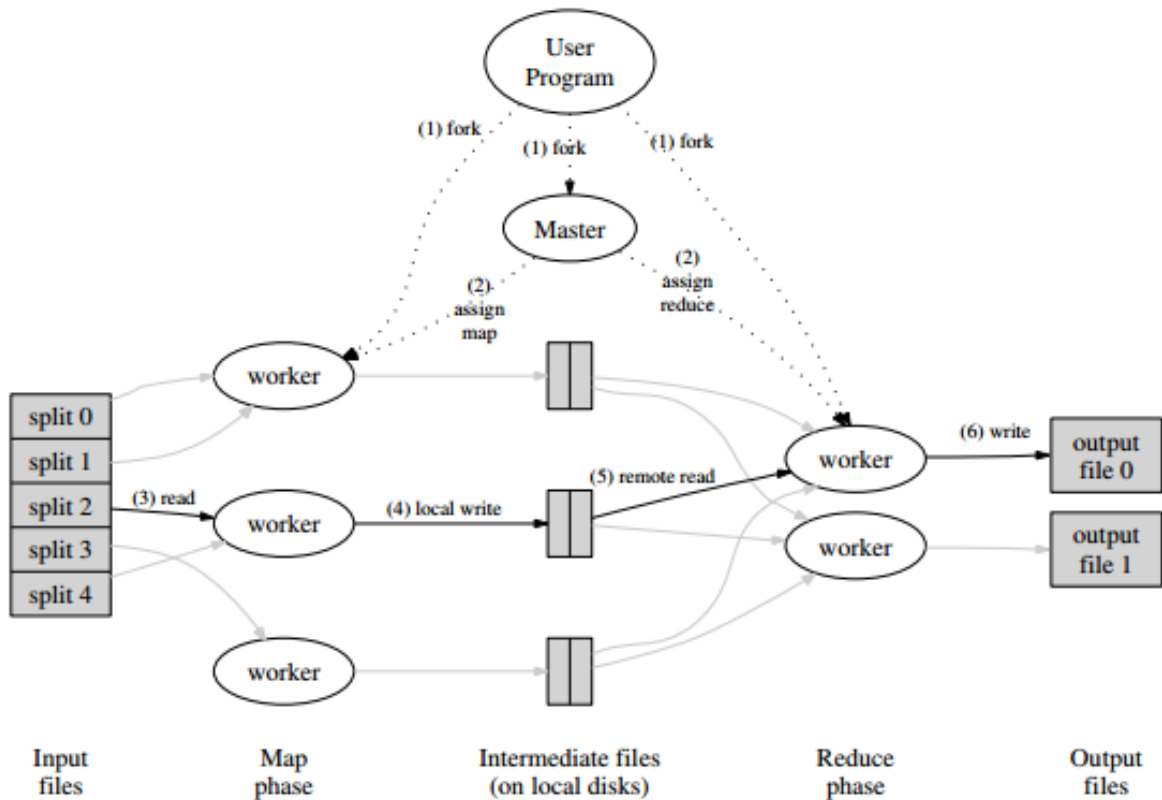 User
Program
(1) fork
(1) fork
(1) fork
Master
(2)
assign
map
(2)
assign
reduce
worker
split 0
split 1
split 2
split 3
split 4
(3) read
worker
(4) local write
(5) remote read
worker
(6) write
output
file 0
worker
output
file 1
worker
Input
files
Map
phase
Intermediate files
(on local disks)
Reduce
phase
Output
files